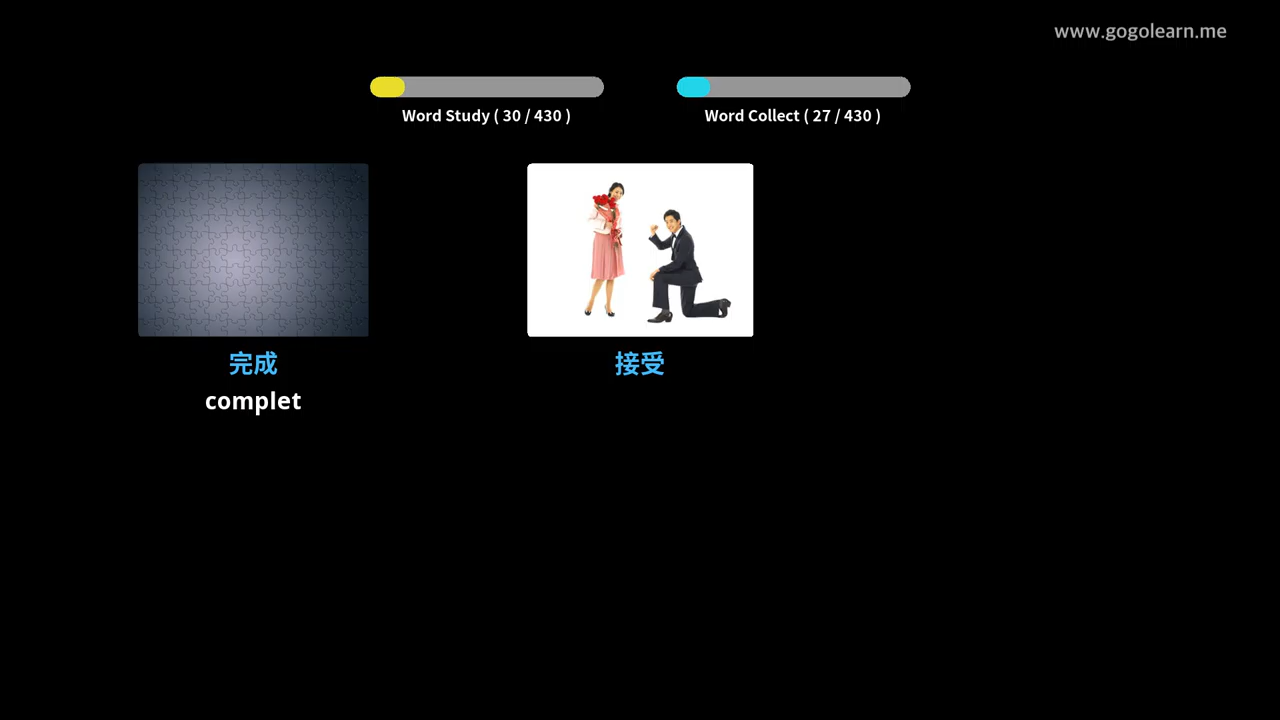 www.gogolearn.me
Word Study ( 30 / 430 )
Word Collect ( 27 / 430 )
完成
接受
complet